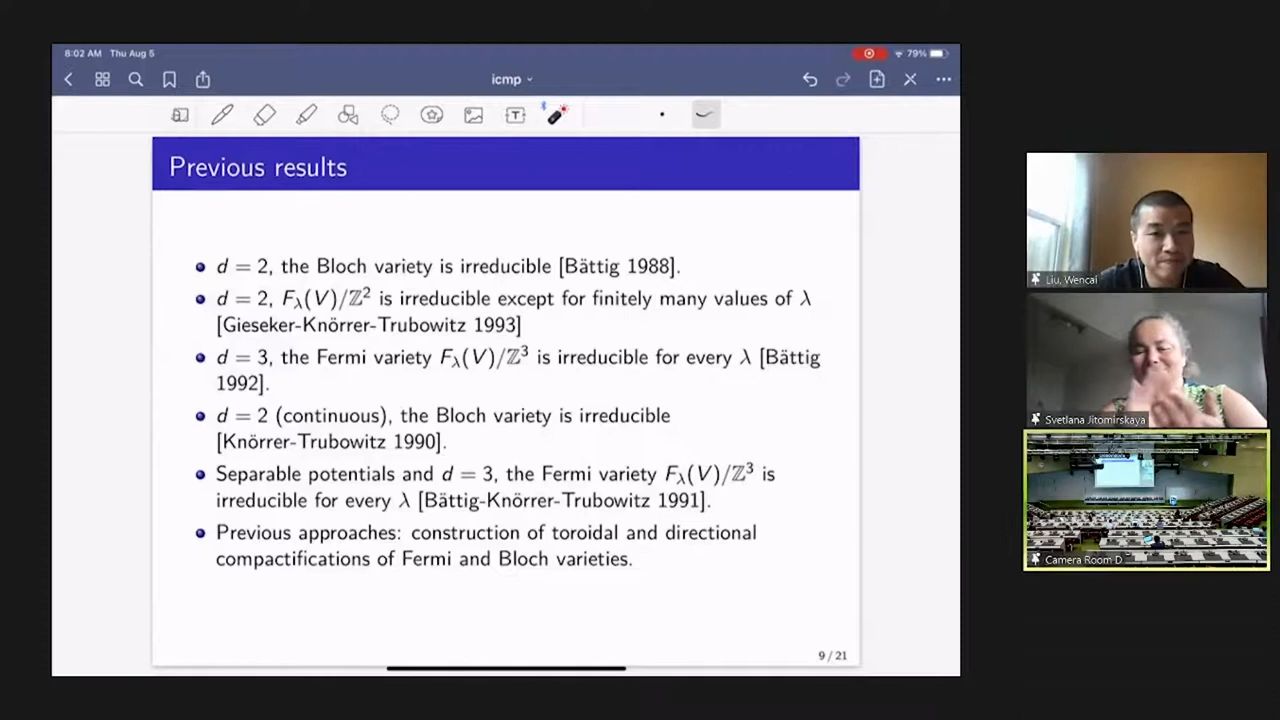 8:02 AM Thu Aug 5
79%
icmp
T
Previous results
d = 2, the Bloch variety is irreducible [Bättig 1988].
d = 2, Fλ(V)/ℤ² is irreducible except for finitely many values of λ
[Gieseker-Knörrer-Trubowitz 1993]
d = 3, the Fermi variety Fλ(V)/ℤ³ is irreducible for every λ [Bättig
1992].
d = 2 (continuous), the Bloch variety is irreducible
[Knörrer-Trubowitz 1990].
Separable potentials and d = 3, the Fermi variety Fλ(V)/ℤ³ is
irreducible for every λ [Bättig-Knörrer-Trubowitz 1991].
Previous approaches: construction of toroidal and directional
compactifications of Fermi and Bloch varieties.
9 / 21
Liu, Wencai
Svetlana Jitomirskaya
Camera Room D